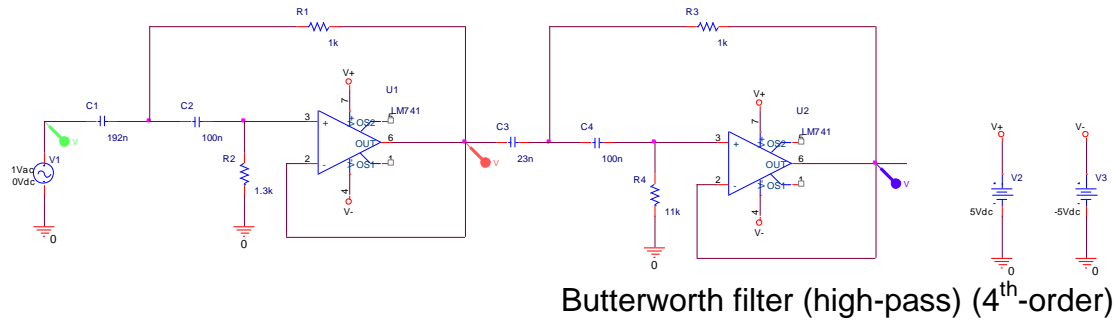 R1
1k
R3
1k
V+
7
U1
LM741
C1
192n
C2
100n
3
+
OS2
5
OUT
6
2
-
OS1
1
4
V-
R2
1.3k
V
V1
1Vac
0Vdc
0
0
V
C3
23n
C4
100n
V+
7
U2
LM741
3
+
OS2
5
OUT
6
2
-
OS1
1
4
V-
R4
11k
0
V
V+
V2
5Vdc
0
V-
V3
-5Vdc
0
Butterworth filter (high-pass) (4th-order)